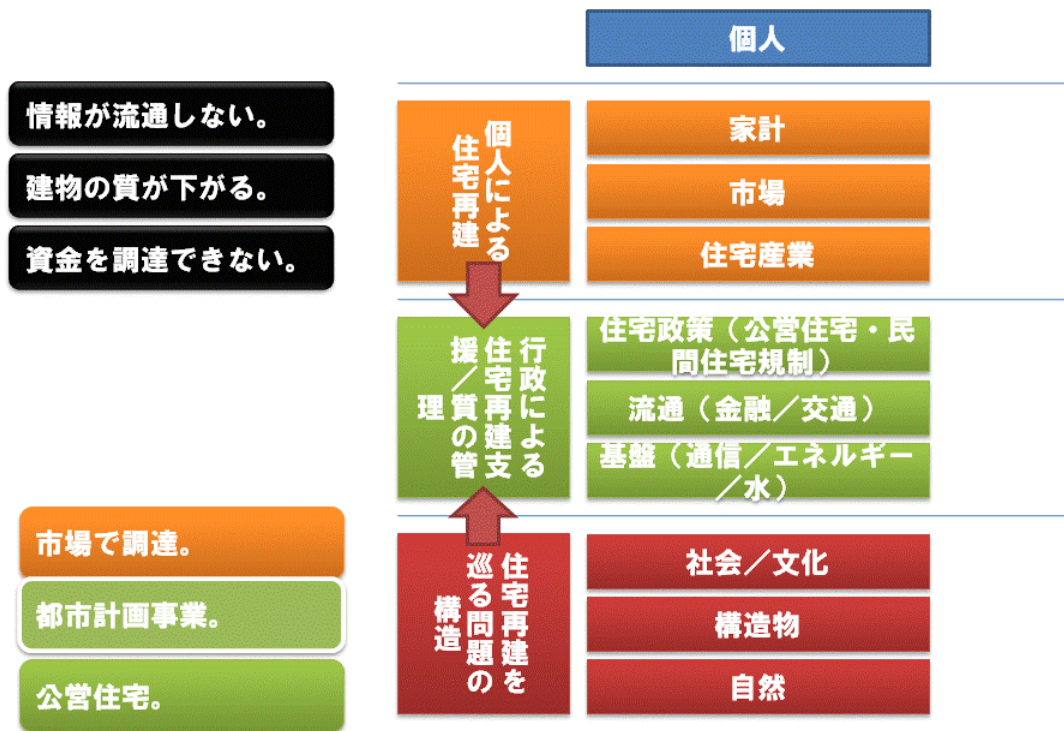 個人
情報が流通しない。
建物の質が下がる。
資金を調達できない。
個人による
住宅再建
家計
市場
住宅産業
行政による
住宅再建支
援／質の管
理
住宅政策（公営住宅・民
間住宅規制）
流通（金融／交通）
基盤（通信／エネルギー
／水）
市場で調達。
都市計画事業。
公営住宅。
住宅再建を
巡る問題の
構造
社会／文化
構造物
自然